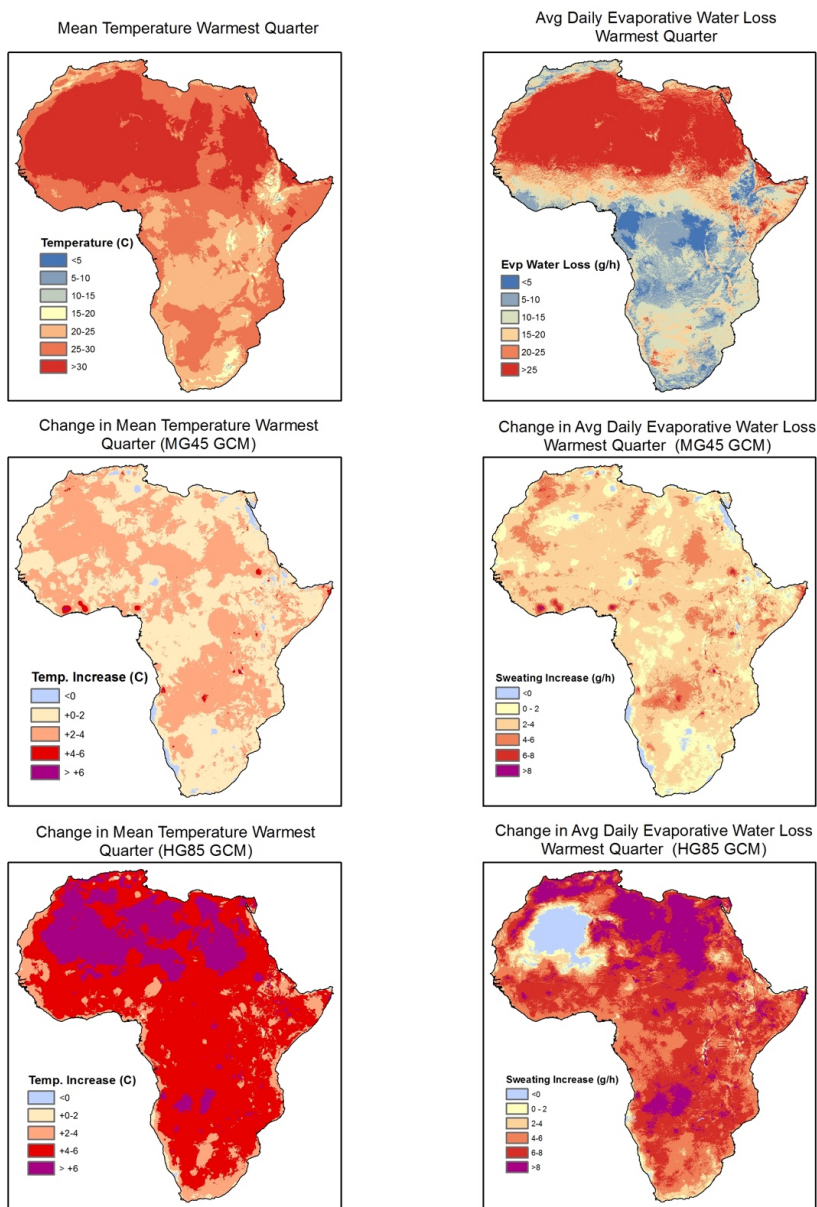 Mean Temperature Warmest Quarter
Avg Daily Evaporative Water Loss
Warmest Quarter
Temperature (C)
<5
5-10
10-15
15-20
20-25
25-30
>30
Evp Water Loss (g/h)
<5
5-10
10-15
15-20
20-25
>25
Change in Mean Temperature Warmest
Quarter (MG45 GCM)
Change in Avg Daily Evaporative Water Loss
Warmest Quarter (MG45 GCM)
Temp. Increase (C)
<0
+0-2
+2-4
+4-6
> +6
Sweating Increase (g/h)
<0
0 - 2
2-4
4-6
6-8
>8
Change in Mean Temperature Warmest
Quarter (HG85 GCM)
Change in Avg Daily Evaporative Water Loss
Warmest Quarter (HG85 GCM)
Temp. Increase (C)
<0
+0-2
+2-4
+4-6
> +6
Sweating Increase (g/h)
<0
0 - 2
2-4
4-6
6-8
>8